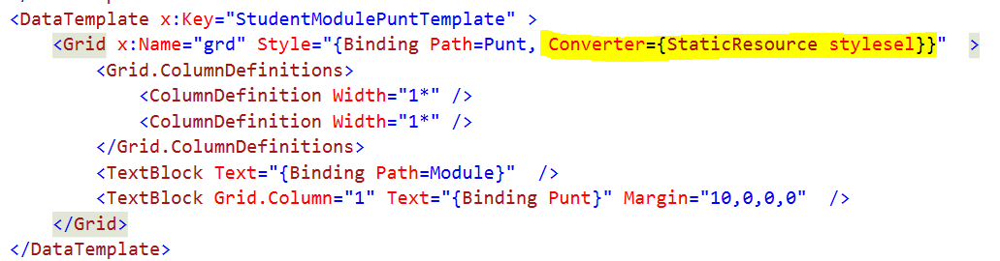 <DataTemplate x:Key="StudentModulePuntTemplate" >
<Grid x:Name="grd" Style="{Binding Path=Punt, Converter={StaticResource stylesel}}"  >
<Grid.ColumnDefinitions>
<ColumnDefinition Width="1*" />
<ColumnDefinition Width="1*" />
</Grid.ColumnDefinitions>
<TextBlock Text="{Binding Path=Module}"  />
<TextBlock Grid.Column="1" Text="{Binding Punt}" Margin="10,0,0,0"  />
</Grid>
</DataTemplate>